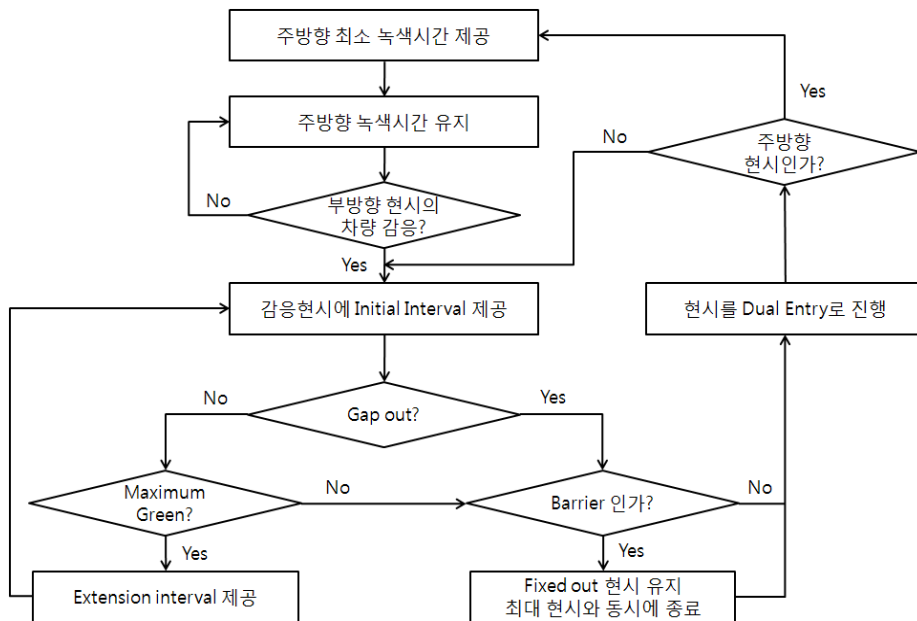 주방향 최소 녹색시간 제공
Yes
주방향 녹색시간 유지
No
주방향
현시인가?
No
부방향 현시의
차량 감응?
Yes
감응현시에 Initial Interval 제공
현시를 Dual Entry로 진행
No
Yes
Gap out?
Maximum
Green?
No
Barrier 인가?
No
Yes
Yes
Extension interval 제공
Fixed out 현시 유지
최대 현시와 동시에 종료